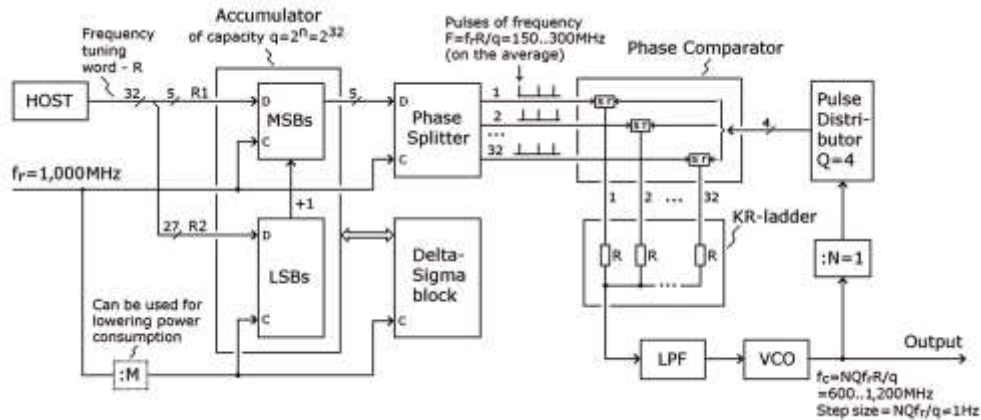 Accumulator
of capacity q=2ⁿ=2³²
Frequency
tuning
word - R
Pulses of frequency
F=fᵣR/q=150..300MHz
(on the average)
Phase Comparator
HOST
32
5
R1
D
MSBs
C
5
D
Phase
Splitter
C
1
2
...
32
s r
s r
s r
4
Pulse
Distri-
butor
Q=4
fᵣ=1,000MHz
+1
1
2
...
32
KR-ladder
27
R2
D
LSBs
C
Delta-
Sigma
block
C
R
R
R
...
:N=1
Can be used for
lowering power
consumption
:M
LPF
VCO
Output
f꜀=NQfᵣR/q
=600..1,200MHz
Step size=NQfᵣ/q=1Hz